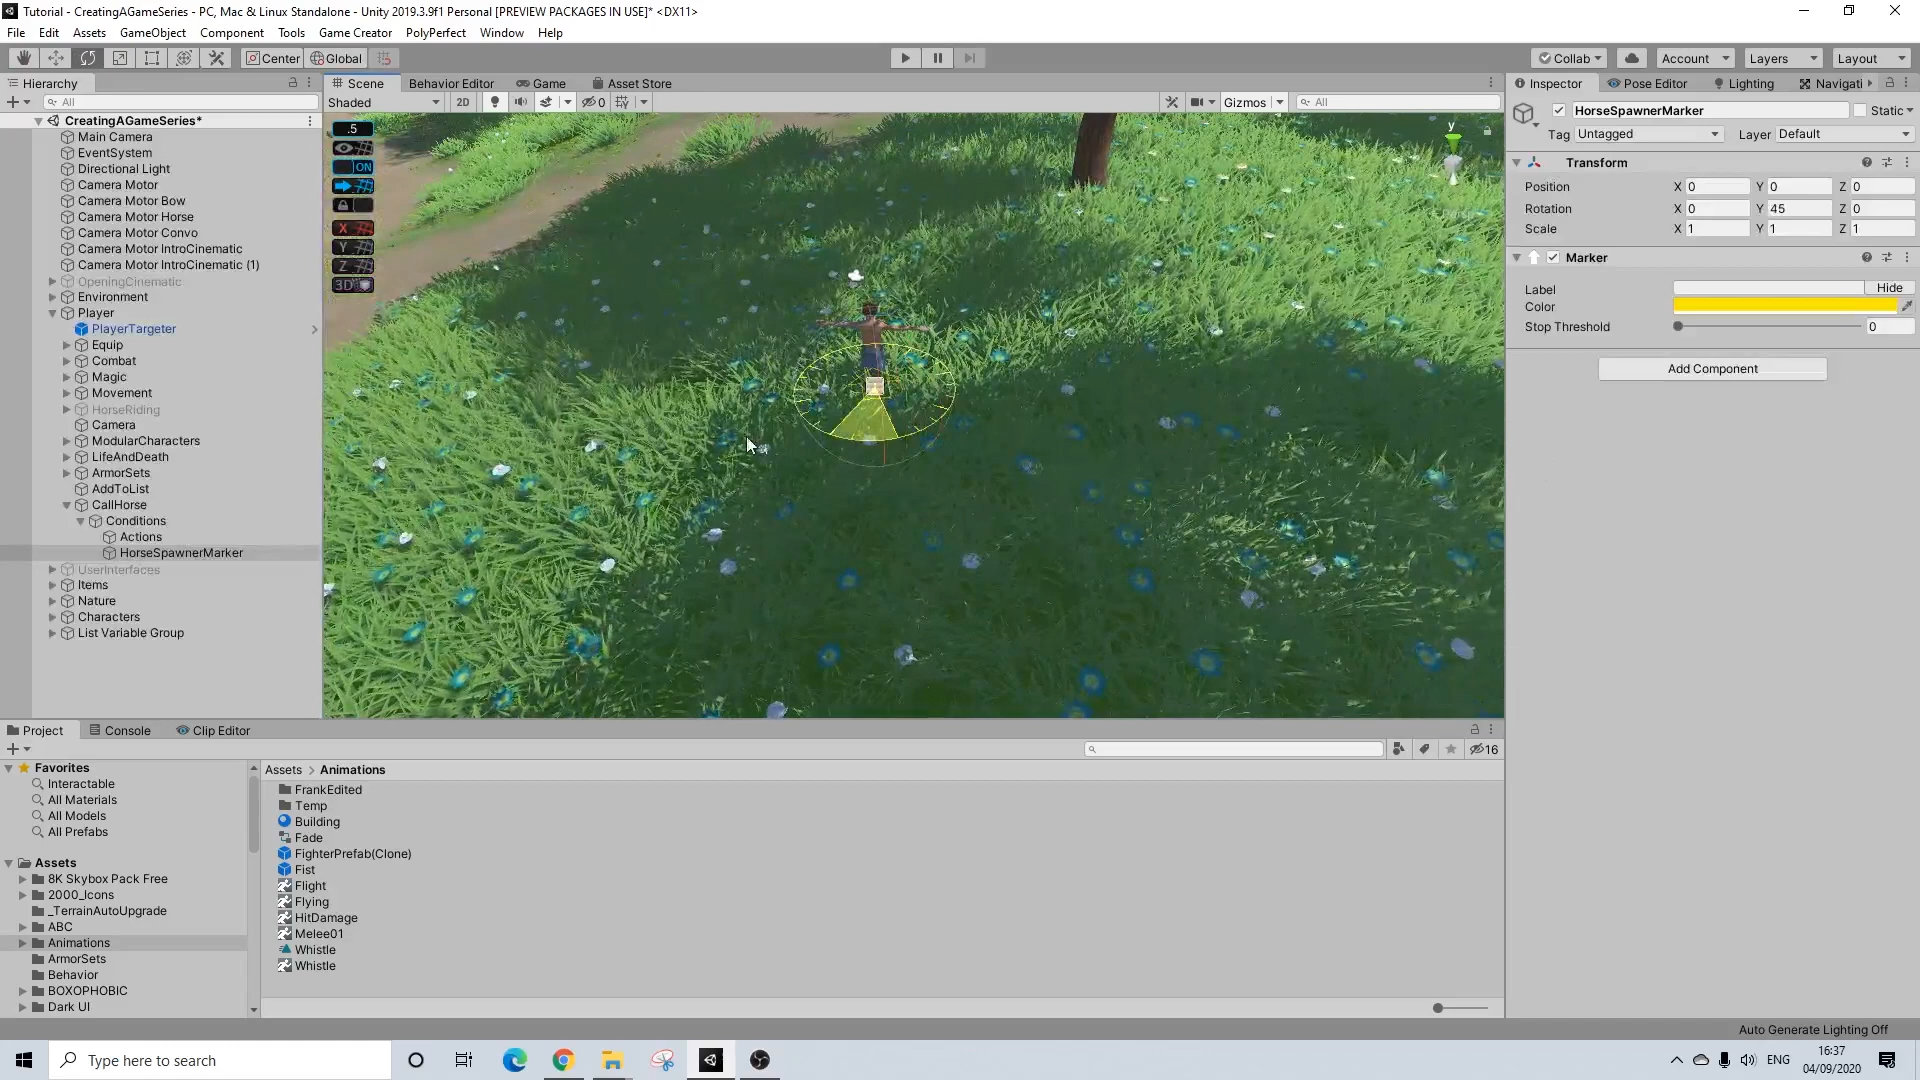 Tutorial - CreatingAGameSeries - PC, Mac & Linux Standalone - Unity 2019.3.9f1 Personal [PREVIEW PACKAGES IN USE]* <DX11>
File Edit Assets GameObject Component Tools Game Creator PolyPerfect Window Help
Center Global Collab Account Layers Layout
Hierarchy Scene Behavior Editor Game Asset Store Inspector Pose Editor Lighting Navigati
All Shaded 2D 0 Gizmos All
HorseSpawnerMarker Static
Tag Untagged Layer Default
CreatingAGameSeries*
Main Camera
EventSystem
Directional Light
Camera Motor
Camera Motor Bow
Camera Motor Horse
Camera Motor Convo
Camera Motor IntroCinematic
Camera Motor IntroCinematic (1)
OpeningCinematic
Environment
Player
PlayerTargeter
Equip
Combat
Magic
Movement
HorseRiding
Camera
ModularCharacters
LifeAndDeath
ArmorSets
AddToList
CallHorse
Conditions
Actions
HorseSpawnerMarker
UserInterfaces
Items
Nature
Characters
List Variable Group
.5
ON
X
Y
Z
3D
y
Transform
Position X 0 Y 0 Z 0
Rotation X 0 Y 45 Z 0
Scale X 1 Y 1 Z 1
Marker
Label Hide
Color
Stop Threshold 0
Add Component
Project Console Clip Editor
16
Favorites
Interactable
All Materials
All Models
All Prefabs
Assets
8K Skybox Pack Free
2000_Icons
_TerrainAutoUpgrade
ABC
Animations
ArmorSets
Behavior
BOXOPHOBIC
Dark UI
Assets > Animations
FrankEdited
Temp
Building
Fade
FighterPrefab(Clone)
Fist
Flight
Flying
HitDamage
Melee01
Whistle
Whistle
Auto Generate Lighting Off
Type here to search
ENG
16:37
04/09/2020